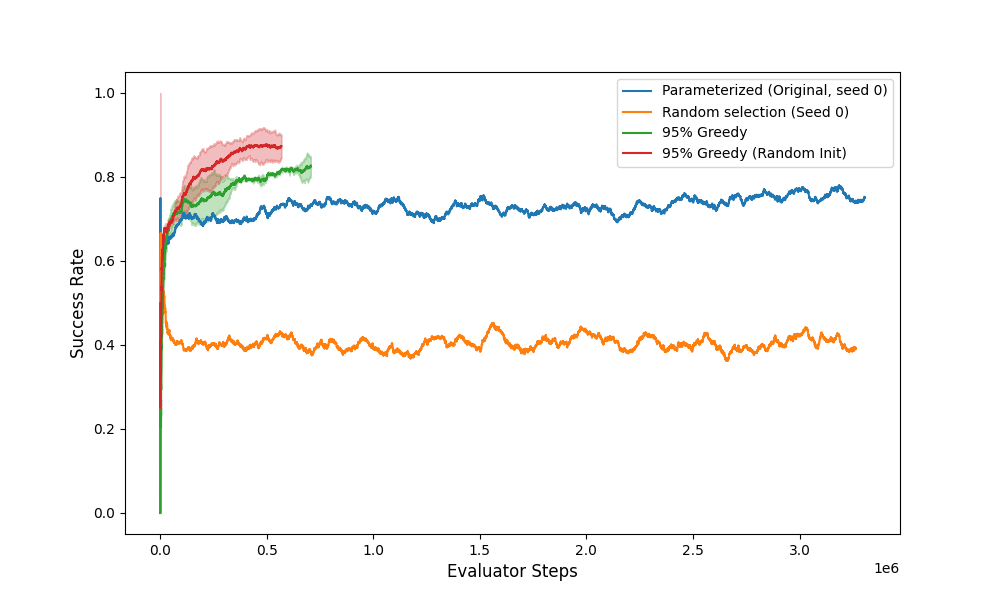 Parameterized (Original, seed 0)
Random selection (Seed 0)
95% Greedy
95% Greedy (Random Init)
Success Rate
1.0
0.8
0.6
0.4
0.2
0.0
0.0 0.5 1.0 1.5 2.0 2.5 3.0
1e6
Evaluator Steps